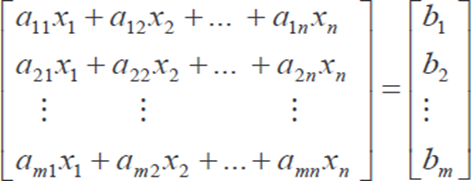 a₁₁x₁ + a₁₂x₂ + ... + a₁ₙxₙ b₁
a₂₁x₁ + a₂₂x₂ + ... + a₂ₙxₙ b₂
⋮ ⋮ ⋮ = ⋮
aₘ₁x₁ + aₘ₂x₂ + ... + aₘₙxₙ bₘ